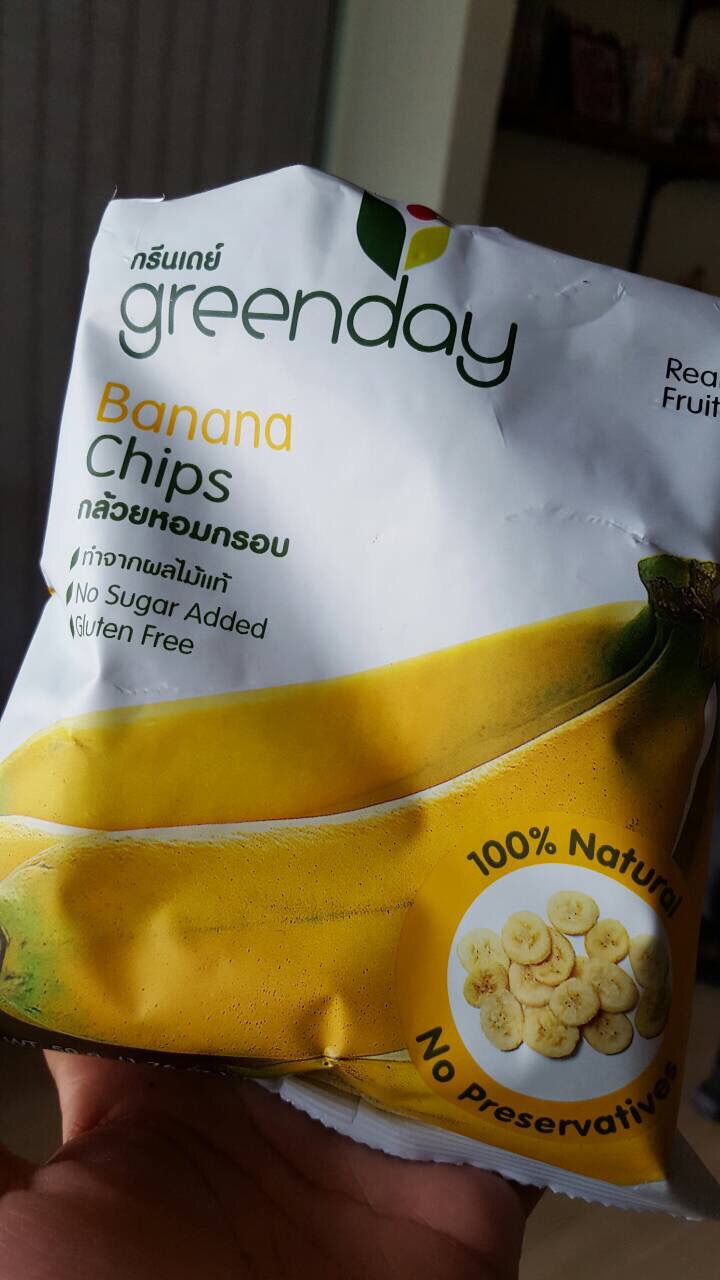 กรีนเดย์
greenday
Banana
Chips
กล้วยหอมกรอบ
ทำจากผลไม้แท้
No Sugar Added
Gluten Free
Rea
Fruit
100% Natural
No Preservatives